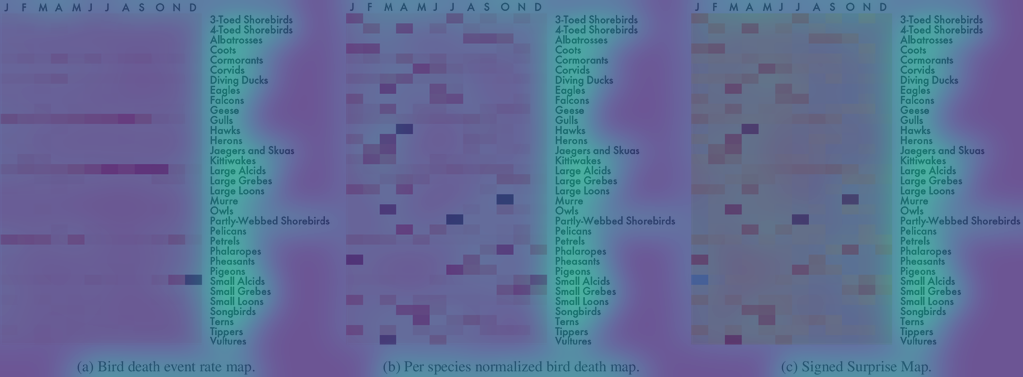 J F M A M J J A S O N D
3-Toed Shorebirds
4-Toed Shorebirds
Albatrosses
Coots
Cormorants
Corvids
Diving Ducks
Eagles
Falcons
Geese
Gulls
Hawks
Herons
Jaegers and Skuas
Kittiwakes
Large Alcids
Large Grebes
Large Loons
Murre
Owls
Partly-Webbed Shorebirds
Pelicans
Petrels
Phalaropes
Pheasants
Pigeons
Small Alcids
Small Grebes
Small Loons
Songbirds
Terns
Tippers
Vultures
(a) Bird death event rate map.
J F M A M J J A S O N D
3-Toed Shorebirds
4-Toed Shorebirds
Albatrosses
Coots
Cormorants
Corvids
Diving Ducks
Eagles
Falcons
Geese
Gulls
Hawks
Herons
Jaegers and Skuas
Kittiwakes
Large Alcids
Large Grebes
Large Loons
Murre
Owls
Partly-Webbed Shorebirds
Pelicans
Petrels
Phalaropes
Pheasants
Pigeons
Small Alcids
Small Grebes
Small Loons
Songbirds
Terns
Tippers
Vultures
(b) Per species normalized bird death map.
J F M A M J J A S O N D
3-Toed Shorebirds
4-Toed Shorebirds
Albatrosses
Coots
Cormorants
Corvids
Diving Ducks
Eagles
Falcons
Geese
Gulls
Hawks
Herons
Jaegers and Skuas
Kittiwakes
Large Alcids
Large Grebes
Large Loons
Murre
Owls
Partly-Webbed Shorebirds
Pelicans
Petrels
Phalaropes
Pheasants
Pigeons
Small Alcids
Small Grebes
Small Loons
Songbirds
Terns
Tippers
Vultures
(c) Signed Surprise Map.